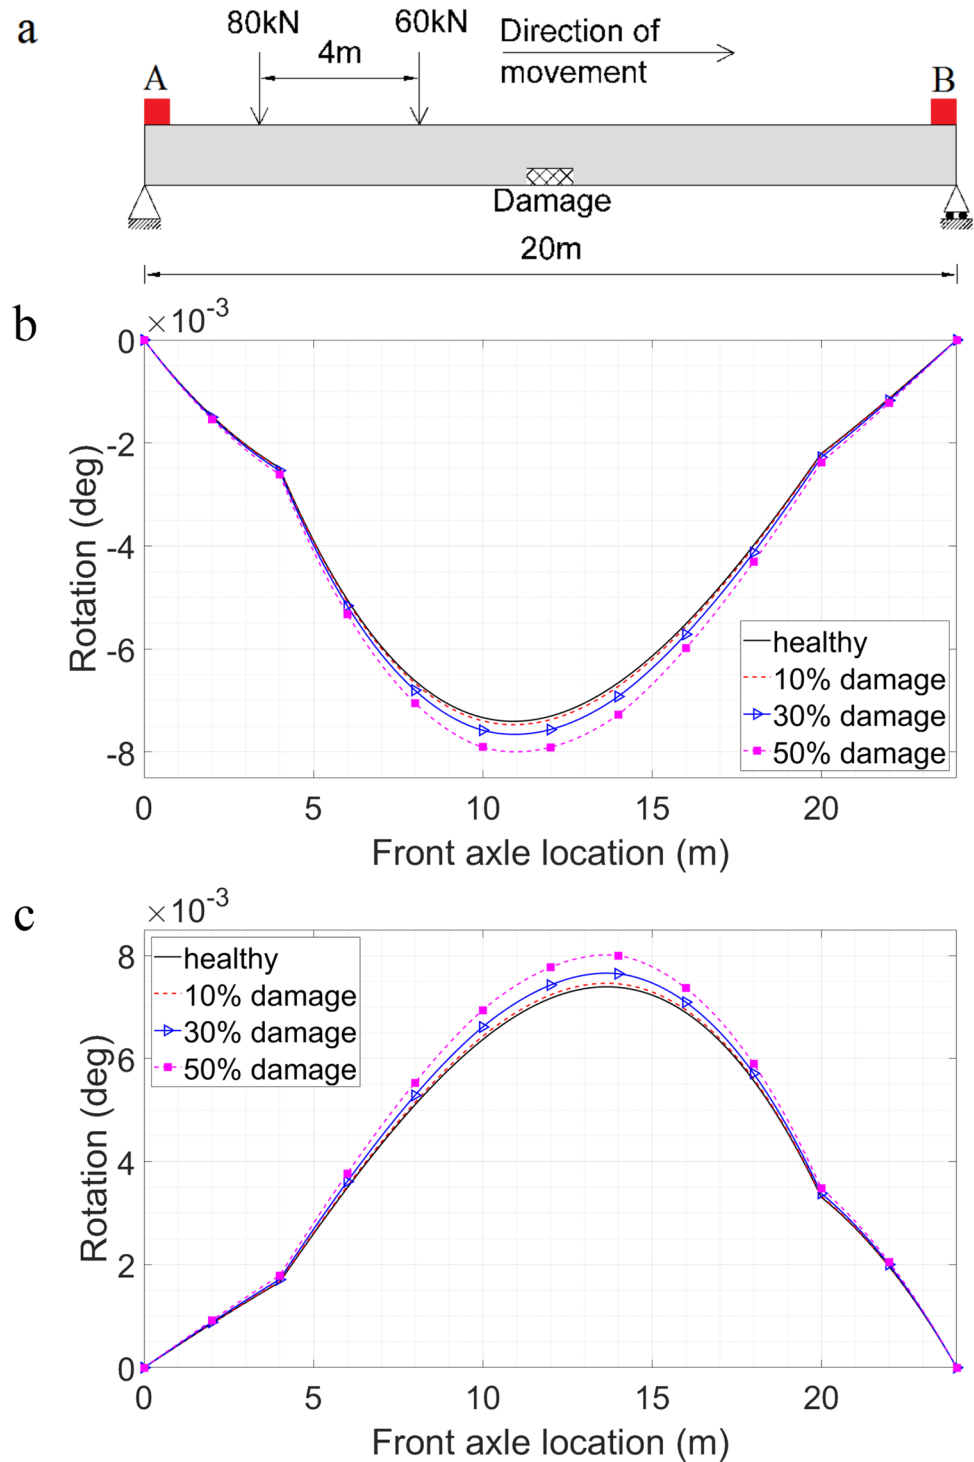 a
80kN
60kN
4m
Direction of
movement
A
B
Damage
20m
b
×10⁻³
0
-2
-4
-6
-8
Rotation (deg)
healthy
10% damage
30% damage
50% damage
0
5
10
15
20
Front axle location (m)
c
×10⁻³
8
6
4
2
0
Rotation (deg)
healthy
10% damage
30% damage
50% damage
0
5
10
15
20
Front axle location (m)